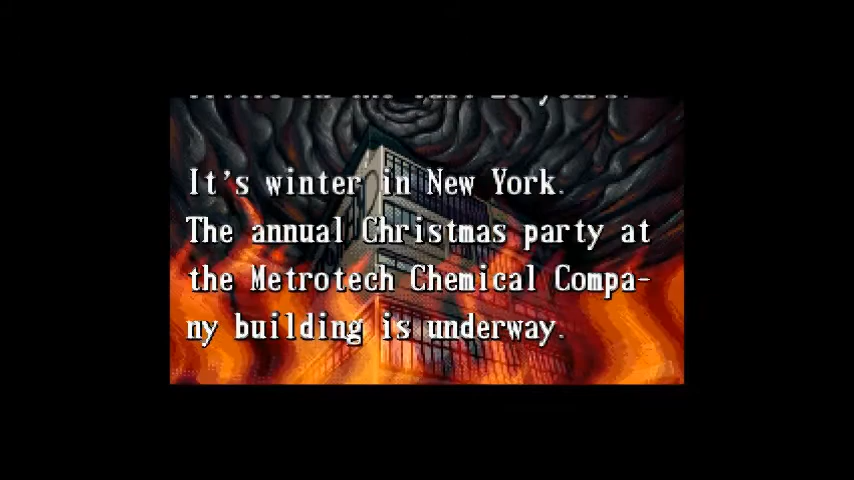 It's winter in New York.
The annual Christmas party at
the Metrotech Chemical Compa-
ny building is underway.